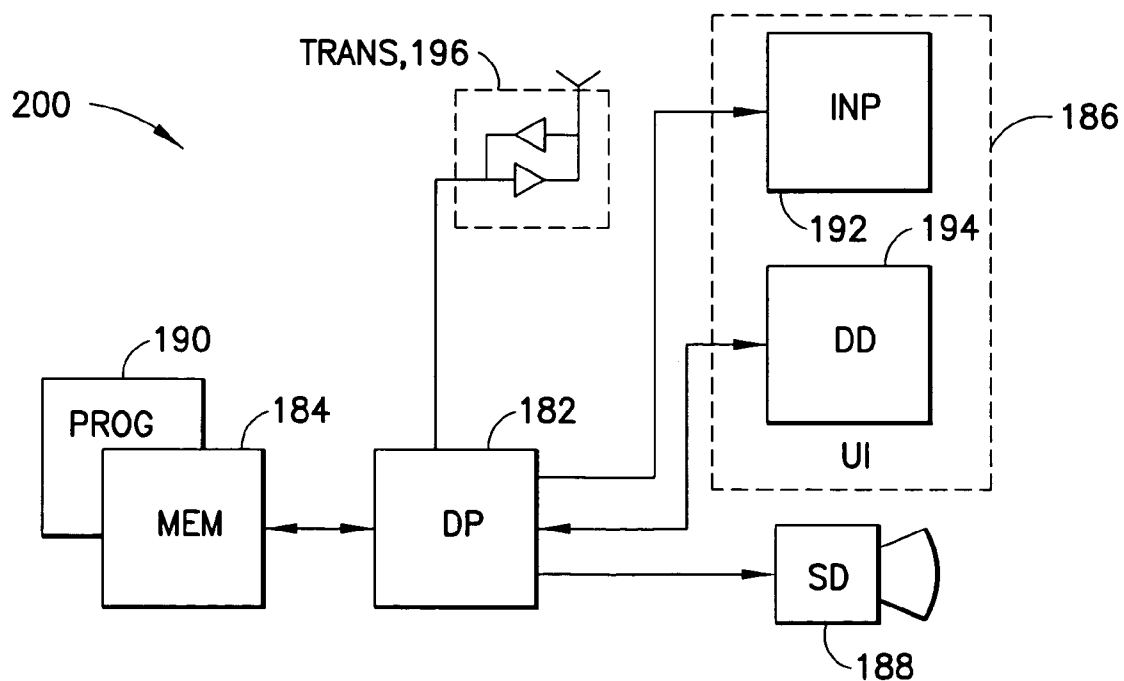 TRANS,196
200
INP
186
192
194
DD
UI
190
PROG
184
MEM
182
DP
SD
188